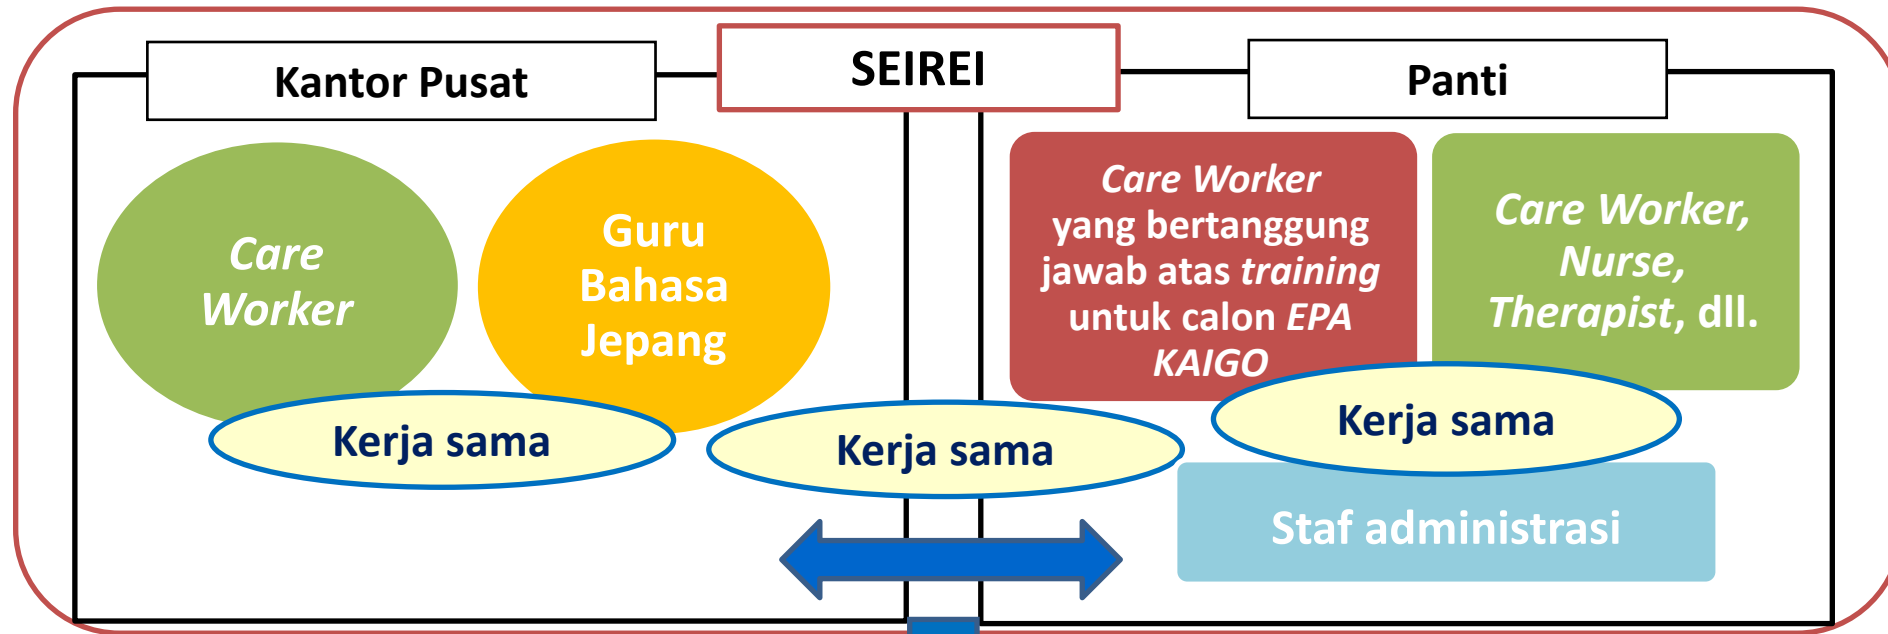 SEIREI
Kantor Pusat
Care
Worker
Guru
Bahasa
Jepang
Kerja sama
Kerja sama
Panti
Care Worker
yang bertanggung
jawab atas training
untuk calon EPA
KAIGO
Care Worker,
Nurse,
Therapist, dll.
Kerja sama
Staf administrasi